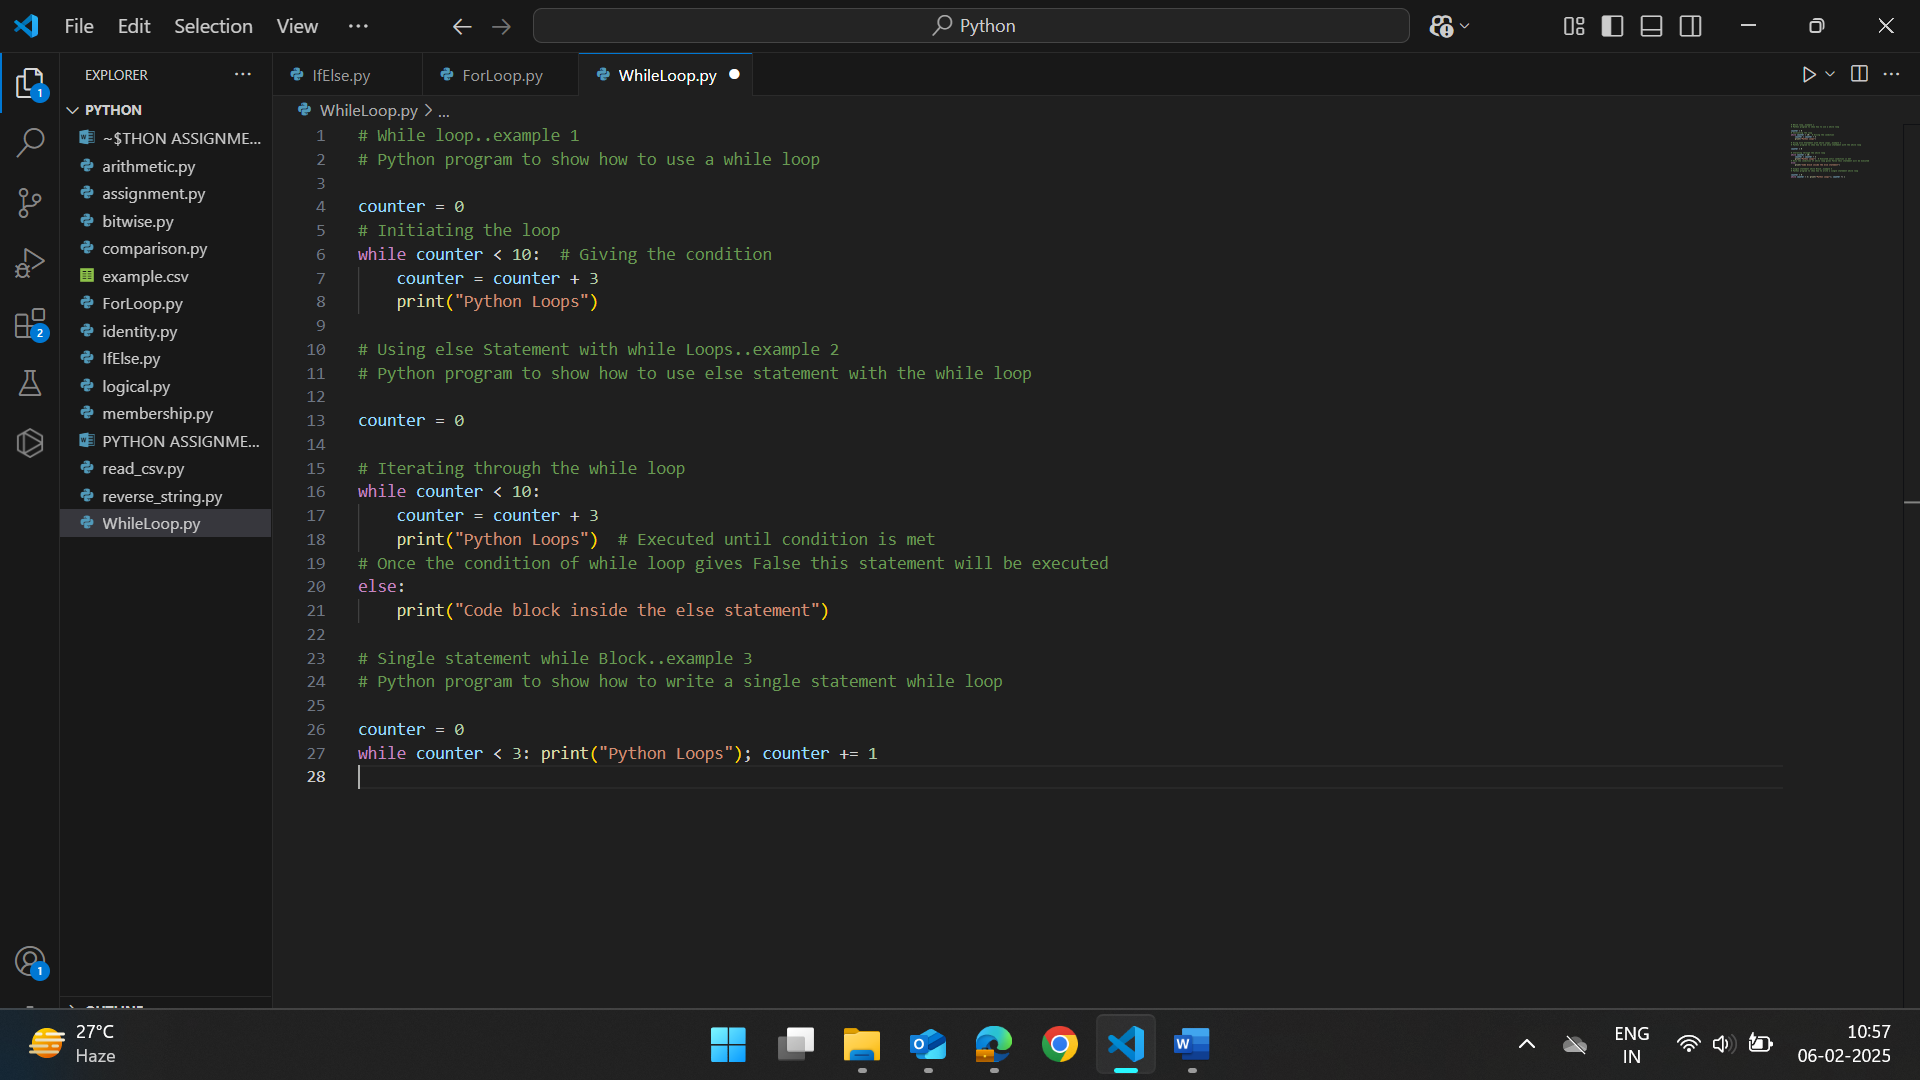 File Edit Selection View ...
Python
EXPLORER ...
IfElse.py
ForLoop.py
WhileLoop.py
PYTHON
~$THON ASSIGNME...
arithmetic.py
assignment.py
bitwise.py
comparison.py
example.csv
ForLoop.py
identity.py
IfElse.py
logical.py
membership.py
PYTHON ASSIGNME...
read_csv.py
reverse_string.py
WhileLoop.py
1
2
1
WhileLoop.py > ...
1 # While loop..example 1
2 # Python program to show how to use a while loop
3
4 counter = 0
5 # Initiating the loop
6 while counter < 10:  # Giving the condition
7     counter = counter + 3
8     print("Python Loops")
9
10 # Using else Statement with while Loops..example 2
11 # Python program to show how to use else statement with the while loop
12
13 counter = 0
14
15 # Iterating through the while loop
16 while counter < 10:
17     counter = counter + 3
18     print("Python Loops")  # Executed until condition is met
19 # Once the condition of while loop gives False this statement will be executed
20 else:
21     print("Code block inside the else statement")
22
23 # Single statement while Block..example 3
24 # Python program to show how to write a single statement while loop
25
26 counter = 0
27 while counter < 3: print("Python Loops"); counter += 1
28
27°C
Haze
ENG
IN
10:57
06-02-2025